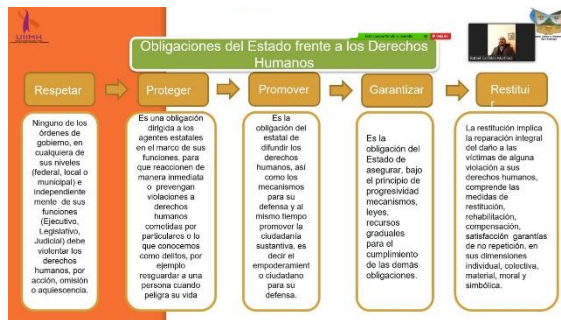 UIIMH
Obligaciones del Estado frente a los Derechos
Humanos
Respetar
Proteger
Promover
Garantizar
Restitui
r
Ninguno de los
órdenes de
gobierno, en
cualquiera de
sus niveles
(federal, local o
municipal) e
independiente
mente de sus
funciones
(Ejecutivo,
Legislativo,
Judicial) debe
violentar los
derechos
humanos, por
acción, omisión
o aquiescencia.
Es una obligación
dirigida a los
agentes estatales
en el marco de sus
funciones, para
que reaccionen de
manera inmediata
o prevengan
violaciones a
derechos
humanos
cometidas por
particulares o lo
que conocemos
como delitos, por
ejemplo
resguardar a una
persona cuando
peligra su vida
Es la
obligación del
estatal de
difundir los
derechos
humanos, así
como los
mecanismos
para su
defensa y al
mismo tiempo
promover la
ciudadanía
sustantiva, es
decir el
empoderamient
o ciudadano
para su
defensa.
Es la
obligación del
Estado de
asegurar, bajo
el principio de
progresividad
mecanismos,
leyes,
recursos
graduales
para el
cumplimiento
de las demás
obligaciones.
La restitución implica
la reparación integral
del daño a las
víctimas de alguna
violación a sus
derechos humanos,
comprende las
medidas de
restitución,
rehabilitación,
compensación,
satisfacción garantías
de no repetición, en
sus dimensiones
individual, colectiva,
material, moral y
simbólica.